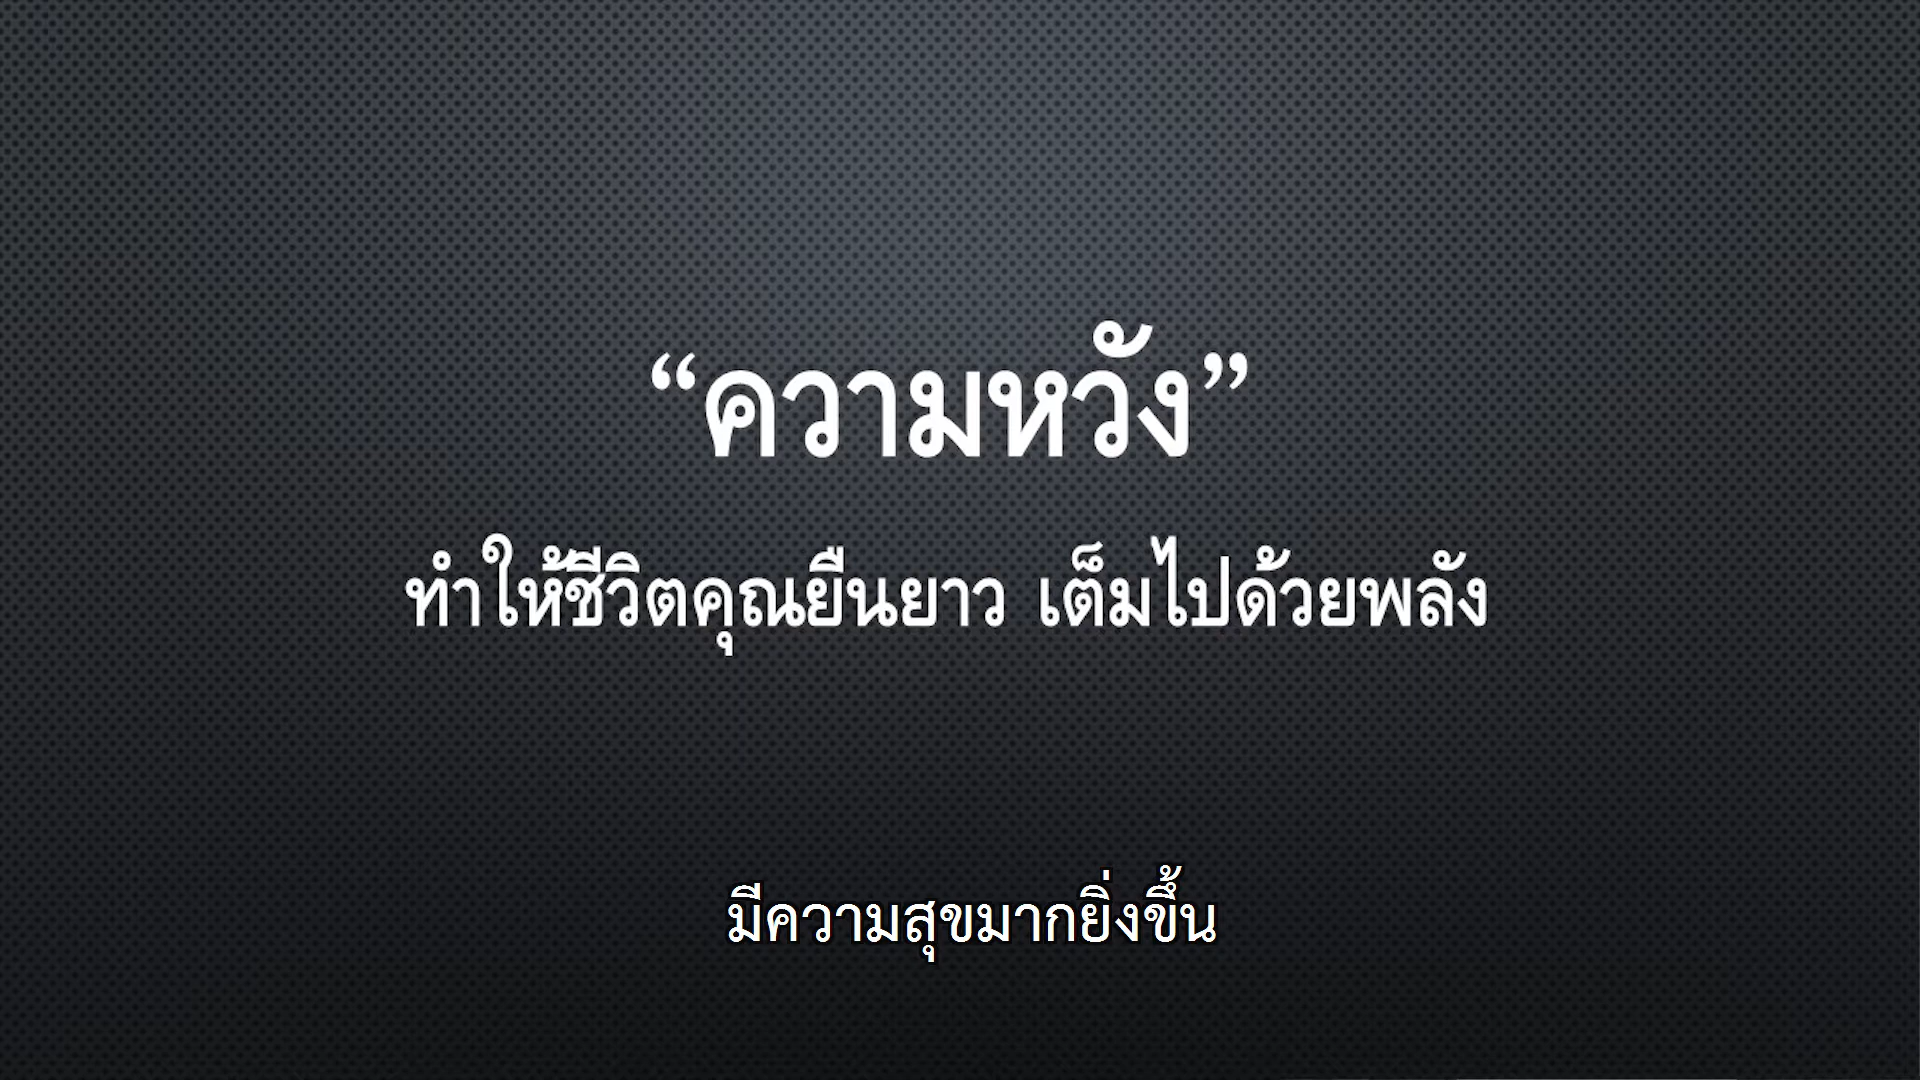 “ความหวัง”
ทำให้ชีวิตคุณยืนยาว เต็มไปด้วยพลัง
มีความสุขมากยิ่งขึ้น